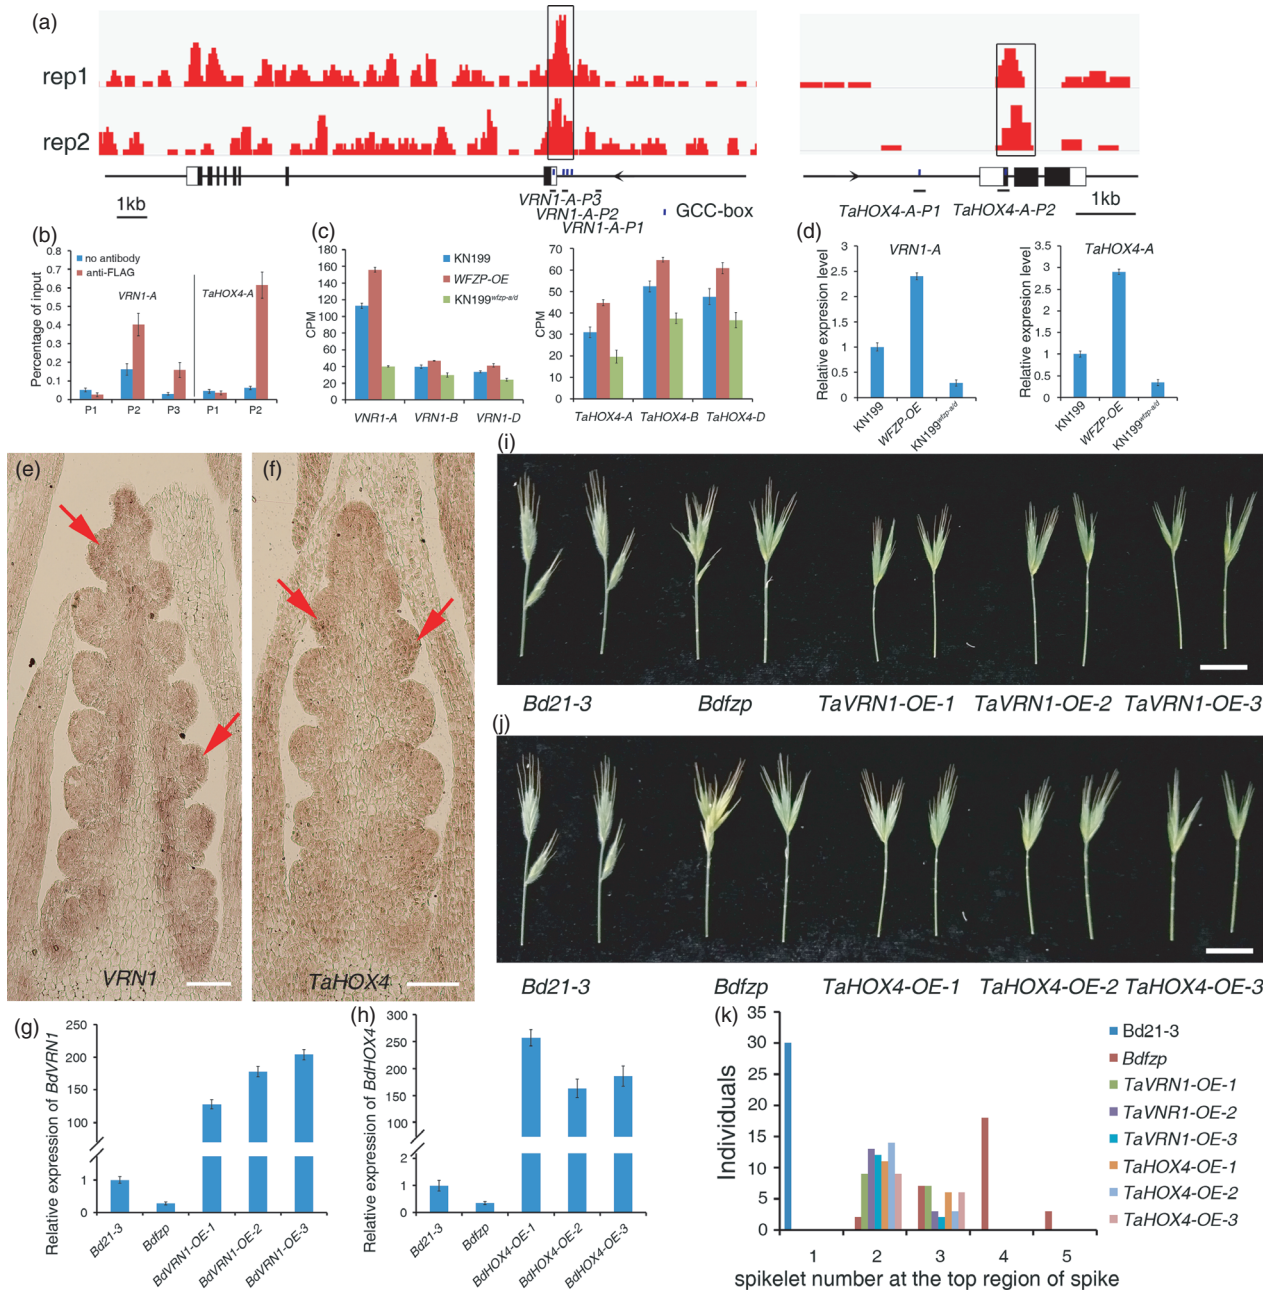 (a)
rep1
rep2
1kb
VRN1-A-P3
VRN1-A-P2
VRN1-A-P1
GCC-box
TaHOX4-A-P1
TaHOX4-A-P2
1kb
(b)
no antibody
anti-FLAG
VRN1-A
TaHOX4-A
Percentage of input
0.8
0.7
0.6
0.5
0.4
0.3
0.2
0.1
0
P1
P2
P3
P1
P2
(c)
KN199
WFZP-OE
KN199wfzp-a/d
CPM
160
140
120
100
80
60
40
20
0
VNR1-A
VRN1-B
VRN1-D
CPM
70
60
50
40
30
20
10
0
TaHOX4-A
TaHOX4-B
TaHOX4-D
(d)
VRN1-A
Relative expresion level
3
2.5
2
1.5
1
0.5
0
KN199
WFZP-OE
KN199wfzp-a/d
TaHOX4-A
Relative expresion level
3.5
3
2.5
2
1.5
1
0.5
0
KN199
WFZP-OE
KN199wfzp-a/d
(e)
VRN1
(f)
TaHOX4
(i)
Bd21-3
Bdfzp
TaVRN1-OE-1
TaVRN1-OE-2
TaVRN1-OE-3
(j)
Bd21-3
Bdfzp
TaHOX4-OE-1
TaHOX4-OE-2
TaHOX4-OE-3
(g)
Relative expression of BdVRN1
250
200
150
100
2
1
0
Bd21-3
Bdfzp
BdVRN1-OE-1
BdVRN1-OE-2
BdVRN1-OE-3
(h)
Relative expression of BdHOX4
300
250
200
150
100
2
1
0
Bd21-3
Bdfzp
BdHOX4-OE-1
BdHOX4-OE-2
BdHOX4-OE-3
(k)
Individuals
35
30
25
20
15
10
5
0
1
2
3
4
5
spikelet number at the top region of spike
Bd21-3
Bdfzp
TaVRN1-OE-1
TaVNR1-OE-2
TaVRN1-OE-3
TaHOX4-OE-1
TaHOX4-OE-2
TaHOX4-OE-3